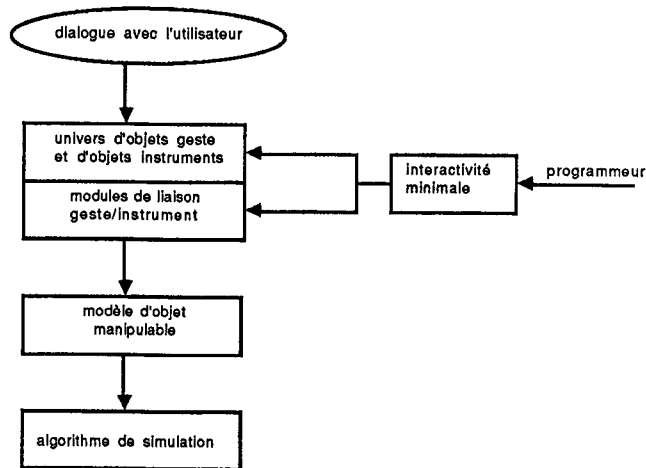 dialogue avec l'utilisateur
univers d'objets geste
et d'objets instruments
modules de liaison
geste/instrument
interactivité
minimale
programmeur
modèle d'objet
manipulable
algorithme de simulation